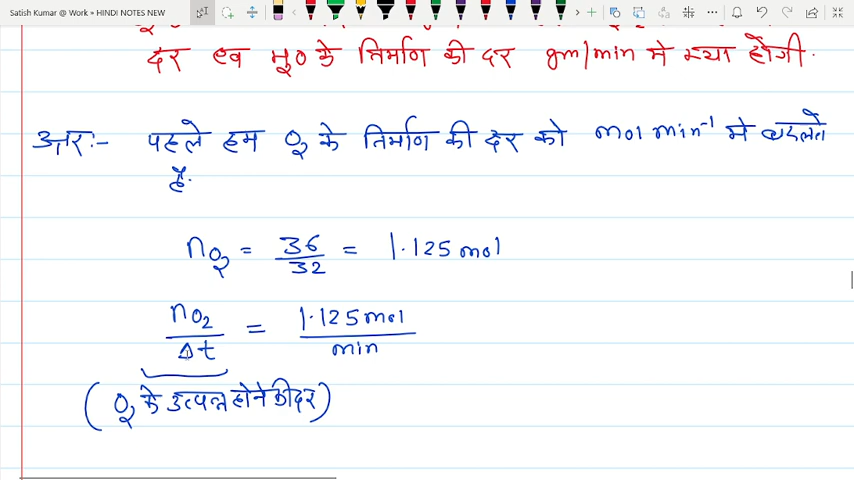 Satish Kumar @ Work » HINDI NOTES NEW
दर एवं H₂O के निर्माण की दर gm/min मे क्या होगी.
उत्तरः- पहले हम O₂ के निर्माण की दर को mol min⁻¹ मे बदलते
है.
nO₂ = 36/32 = 1.125 mol
nO₂/Δt = 1.125 mol/min
(O₂ के उत्पन्न होने की दर)